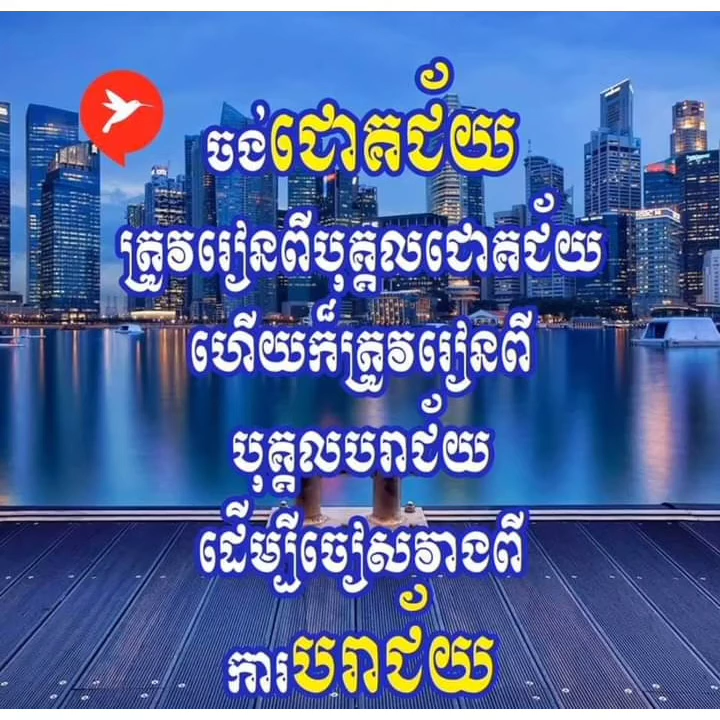 ចង់ជោគជ័យ
ត្រូវរៀនពីបុគ្គលជោគជ័យ
ហើយក៏ត្រូវរៀនពី
បុគ្គលបរាជ័យ
ដើម្បីចៀសវាងពី
ការបរាជ័យ